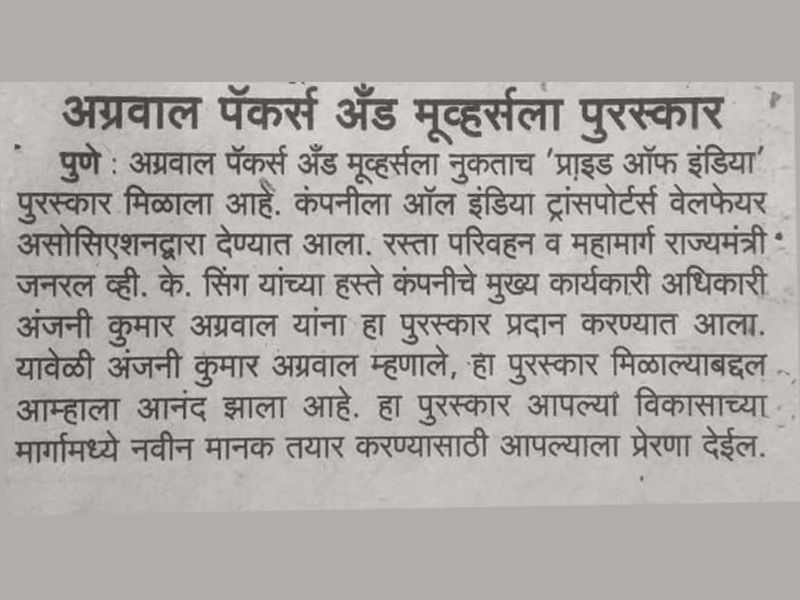 अग्रवाल पॅकर्स अँड मूव्हर्सला पुरस्कार
पुणे : अग्रवाल पॅकर्स अँड मूव्हर्सला नुकताच 'प्राइड ऑफ इंडिया'
पुरस्कार मिळाला आहे. कंपनीला ऑल इंडिया ट्रांसपोर्टर्स वेलफेयर
असोसिएशनद्वारा देण्यात आला. रस्ता परिवहन व महामार्ग राज्यमंत्री
जनरल व्ही. के. सिंग यांच्या हस्ते कंपनीचे मुख्य कार्यकारी अधिकारी
अंजनी कुमार अग्रवाल यांना हा पुरस्कार प्रदान करण्यात आला.
यावेळी अंजनी कुमार अग्रवाल म्हणाले, हा पुरस्कार मिळाल्याबद्दल
आम्हाला आनंद झाला आहे. हा पुरस्कार आपल्या विकासाच्या
मार्गामध्ये नवीन मानक तयार करण्यासाठी आपल्याला प्रेरणा देईल.